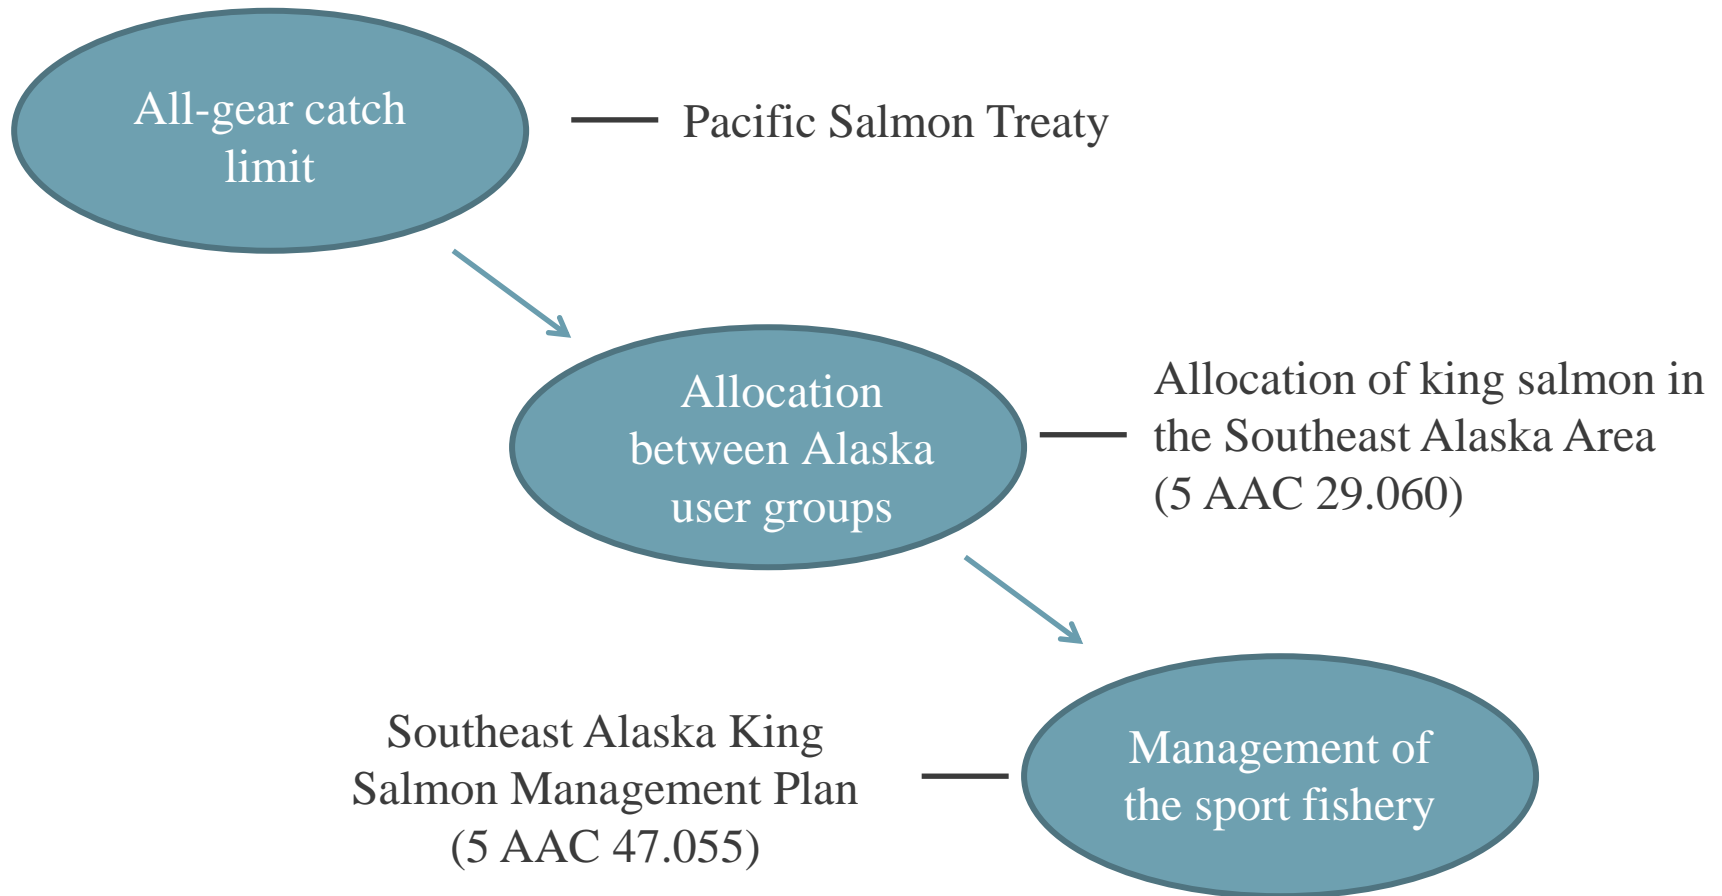 All-gear catch
limit
Pacific Salmon Treaty
Allocation
between Alaska
user groups
Allocation of king salmon in
the Southeast Alaska Area
(5 AAC 29.060)
Southeast Alaska King
Salmon Management Plan
(5 AAC 47.055)
Management of
the sport fishery